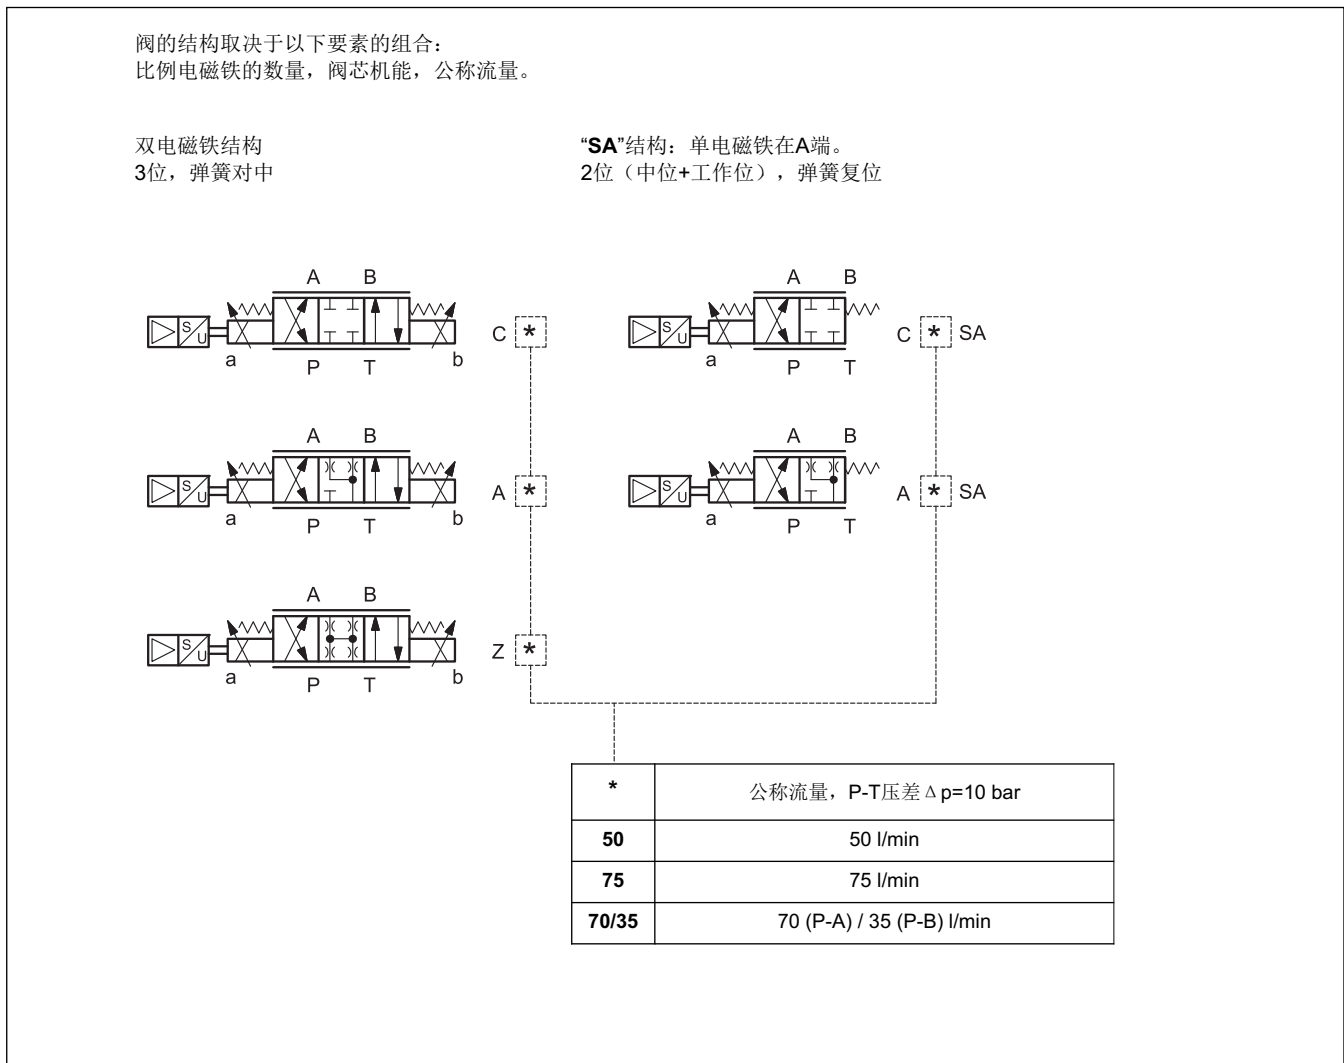 阀的结构取决于以下要素的组合：
比例电磁铁的数量，阀芯机能，公称流量。
双电磁铁结构
3位，弹簧对中
“SA”结构：单电磁铁在A端。
2位（中位+工作位），弹簧复位
A B
S/U
a P T b
C * 
A B
S/U
a P T
C * SA
A B
S/U
a P T b
A *
A B
S/U
a P T
A * SA
A B
S/U
a P T b
Z *
* 公称流量，P-T压差Δp=10 bar
50 50 l/min
75 75 l/min
70/35 70 (P-A) / 35 (P-B) l/min